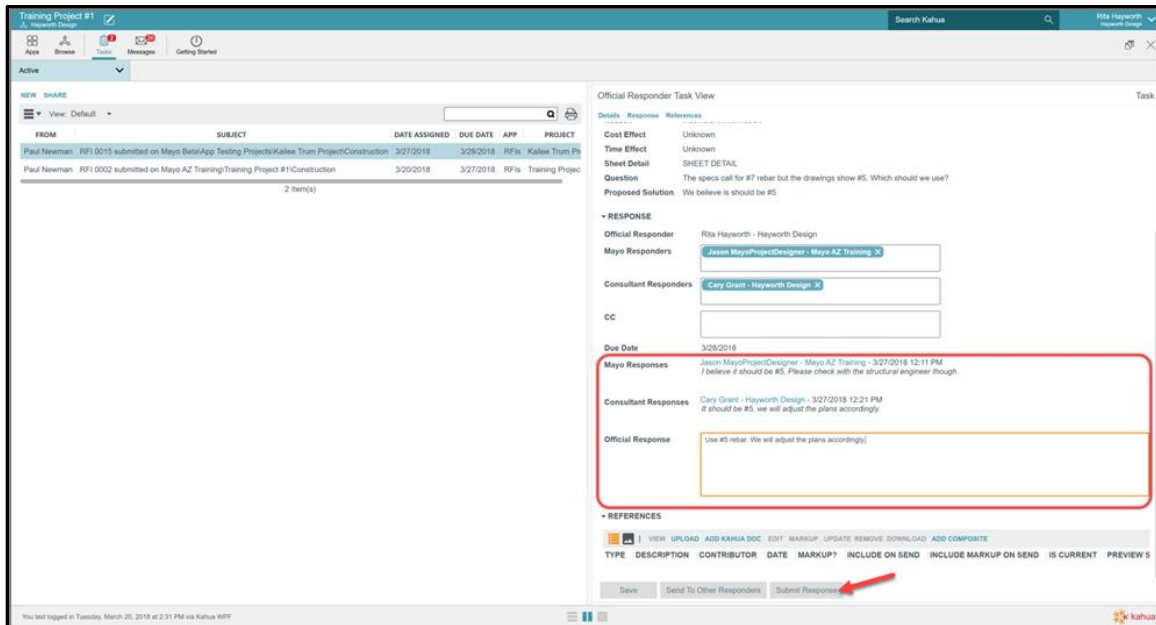 Training Project #1
Hayworth Design
Search Kahua
Rita Hayworth
Hayworth Design
Apps
Browse
Tasks
2
Messages
Getting Started
Active
NEW SHARE
View: Default
FROM SUBJECT DATE ASSIGNED DUE DATE APP PROJECT
Paul Newman RFI 0015 submitted on Mayo Beta\App Testing Projects\Kailee Trum Project\Construction 3/27/2018 3/28/2018 RFIs Kailee Trum Pr
Paul Newman RFI 0002 submitted on Mayo AZ Training\Training Project #1\Construction 3/20/2018 3/27/2018 RFIs Training Projec
2 Item(s)
Official Responder Task View
Task
Details Response References
Cost Effect Unknown
Time Effect Unknown
Sheet Detail SHEET DETAIL
Question The specs call for #7 rebar but the drawings show #5. Which should we use?
Proposed Solution We believe is should be #5
RESPONSE
Official Responder Rita Hayworth - Hayworth Design
Mayo Responders Jason MayoProjectDesigner - Mayo AZ Training X
Consultant Responders Cary Grant - Hayworth Design X
CC
Due Date 3/28/2018
Mayo Responses Jason MayoProjectDesigner - Mayo AZ Training - 3/27/2018 12:11 PM
I believe it should be #5, Please check with the structural engineer though
Consultant Responses Cary Grant - Hayworth Design - 3/27/2018 12:21 PM
It should be #5, we will adjust the plans accordingly
Official Response Use #5 rebar. We will adjust the plans accordingly
REFERENCES
VIEW UPLOAD ADD KAHUA DOC EDIT MARKUP UPDATE REMOVE DOWNLOAD ADD COMPOSITE
TYPE DESCRIPTION CONTRIBUTOR DATE MARKUP? INCLUDE ON SEND INCLUDE MARKUP ON SEND IS CURRENT PREVIEW S
Save Send To Other Responders Submit Response
You last logged in Tuesday, March 20, 2018 at 2:31 PM via Kahua WPF
kahua